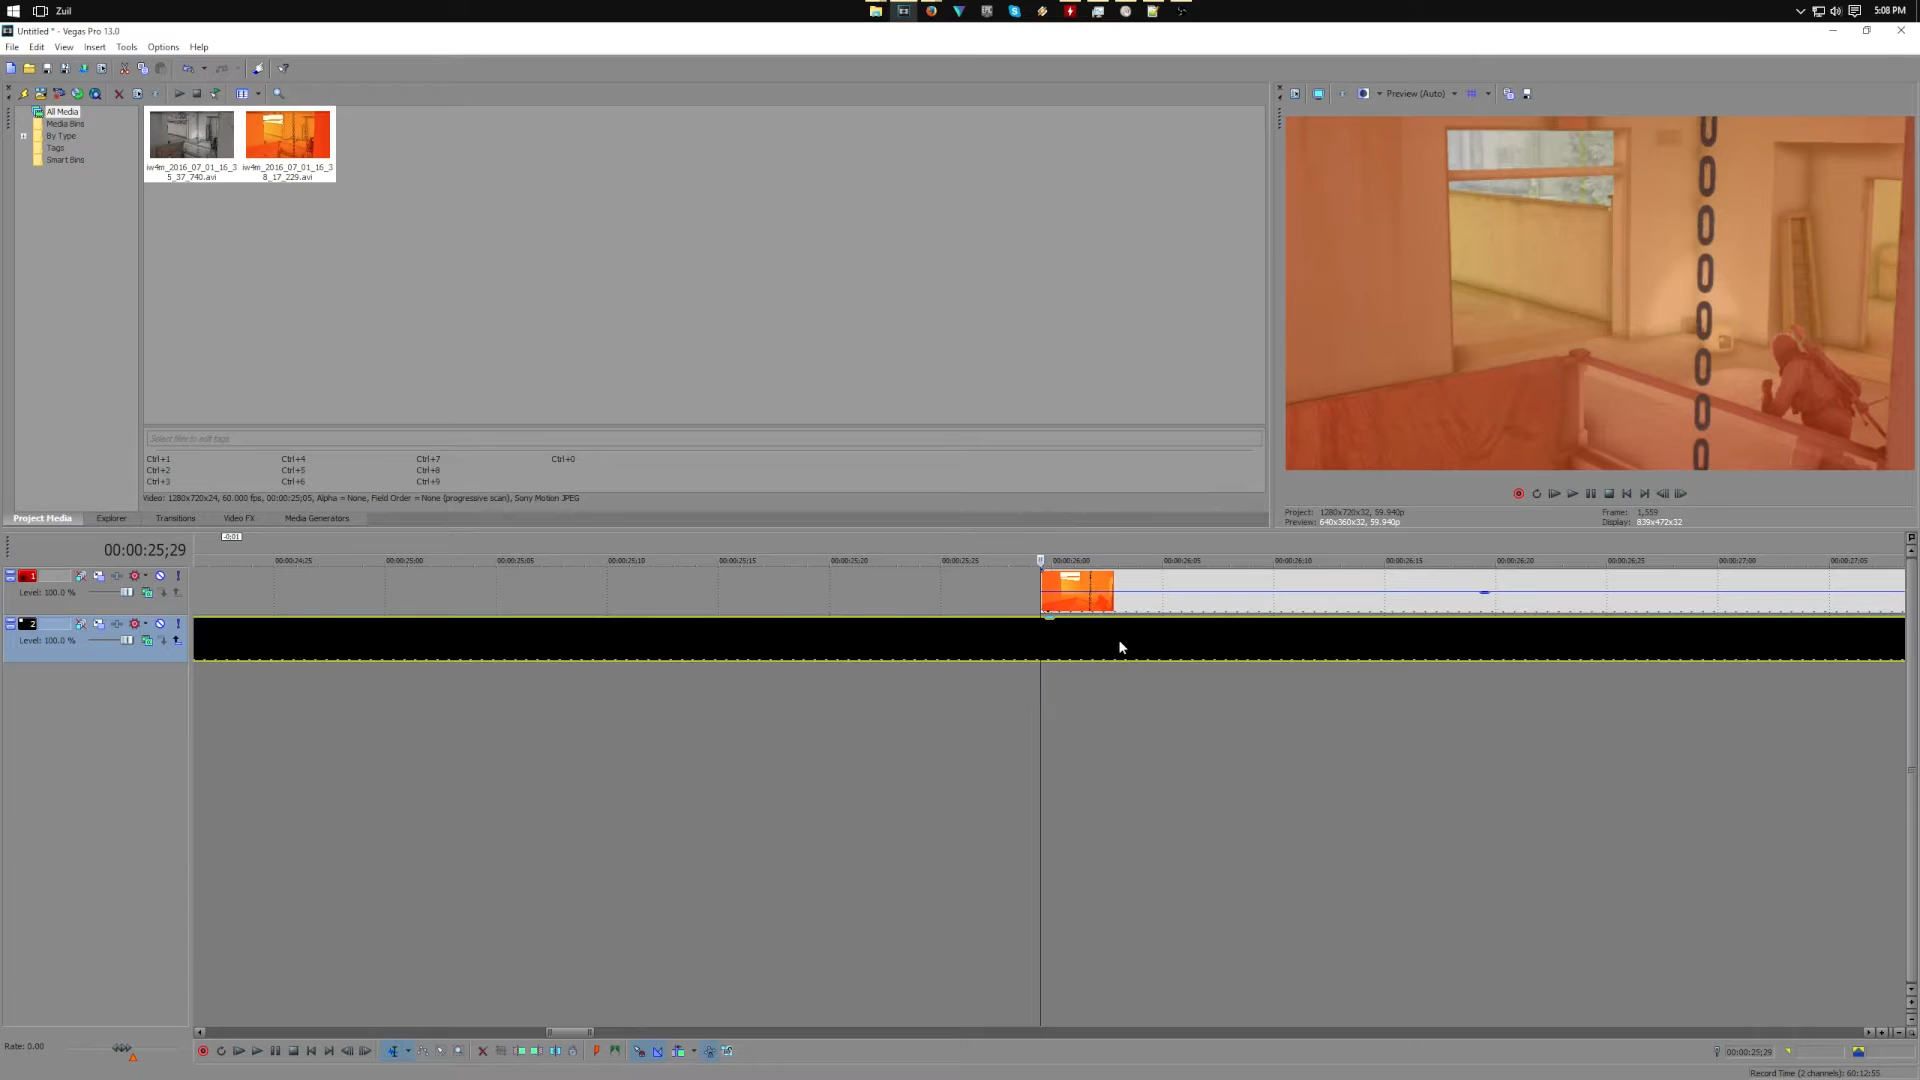 Zuil
5:08 PM
Untitled * - Vegas Pro 13.0
File Edit View Insert Tools Options Help
Preview (Auto)
All Media
Media Bins
By Type
Tags
Smart Bins
iw4m_2016_07_01_16_3
5_37_740.avi
iw4m_2016_07_01_16_3
8_17_229.avi
Select files to edit tags
Ctrl+1 Ctrl+4 Ctrl+7 Ctrl+0
Ctrl+2 Ctrl+5 Ctrl+8
Ctrl+3 Ctrl+6 Ctrl+9
Video: 1280x720x24, 60.000 fps, 00:00:25;05, Alpha = None, Field Order = None (progressive scan), Sony Motion JPEG
Project Media Explorer Transitions Video FX Media Generators
Project: 1280x720x32, 59.940p Frame: 1,559
Preview: 640x360x32, 59.940p Display: 839x472x32
-0:01
00:00:25;29
00:00:24;25 00:00:25;00 00:00:25;05 00:00:25;10 00:00:25;15 00:00:25;20 00:00:25;25 00:00:26;00 00:00:26;05 00:00:26;10 00:00:26;15 00:00:26;20 00:00:26;25 00:00:27;00 00:00:27;05
1
Level: 100.0 %
2
Level: 100.0 %
Rate: 0.00
00:00:25;29
Record Time (2 channels): 60:12:55